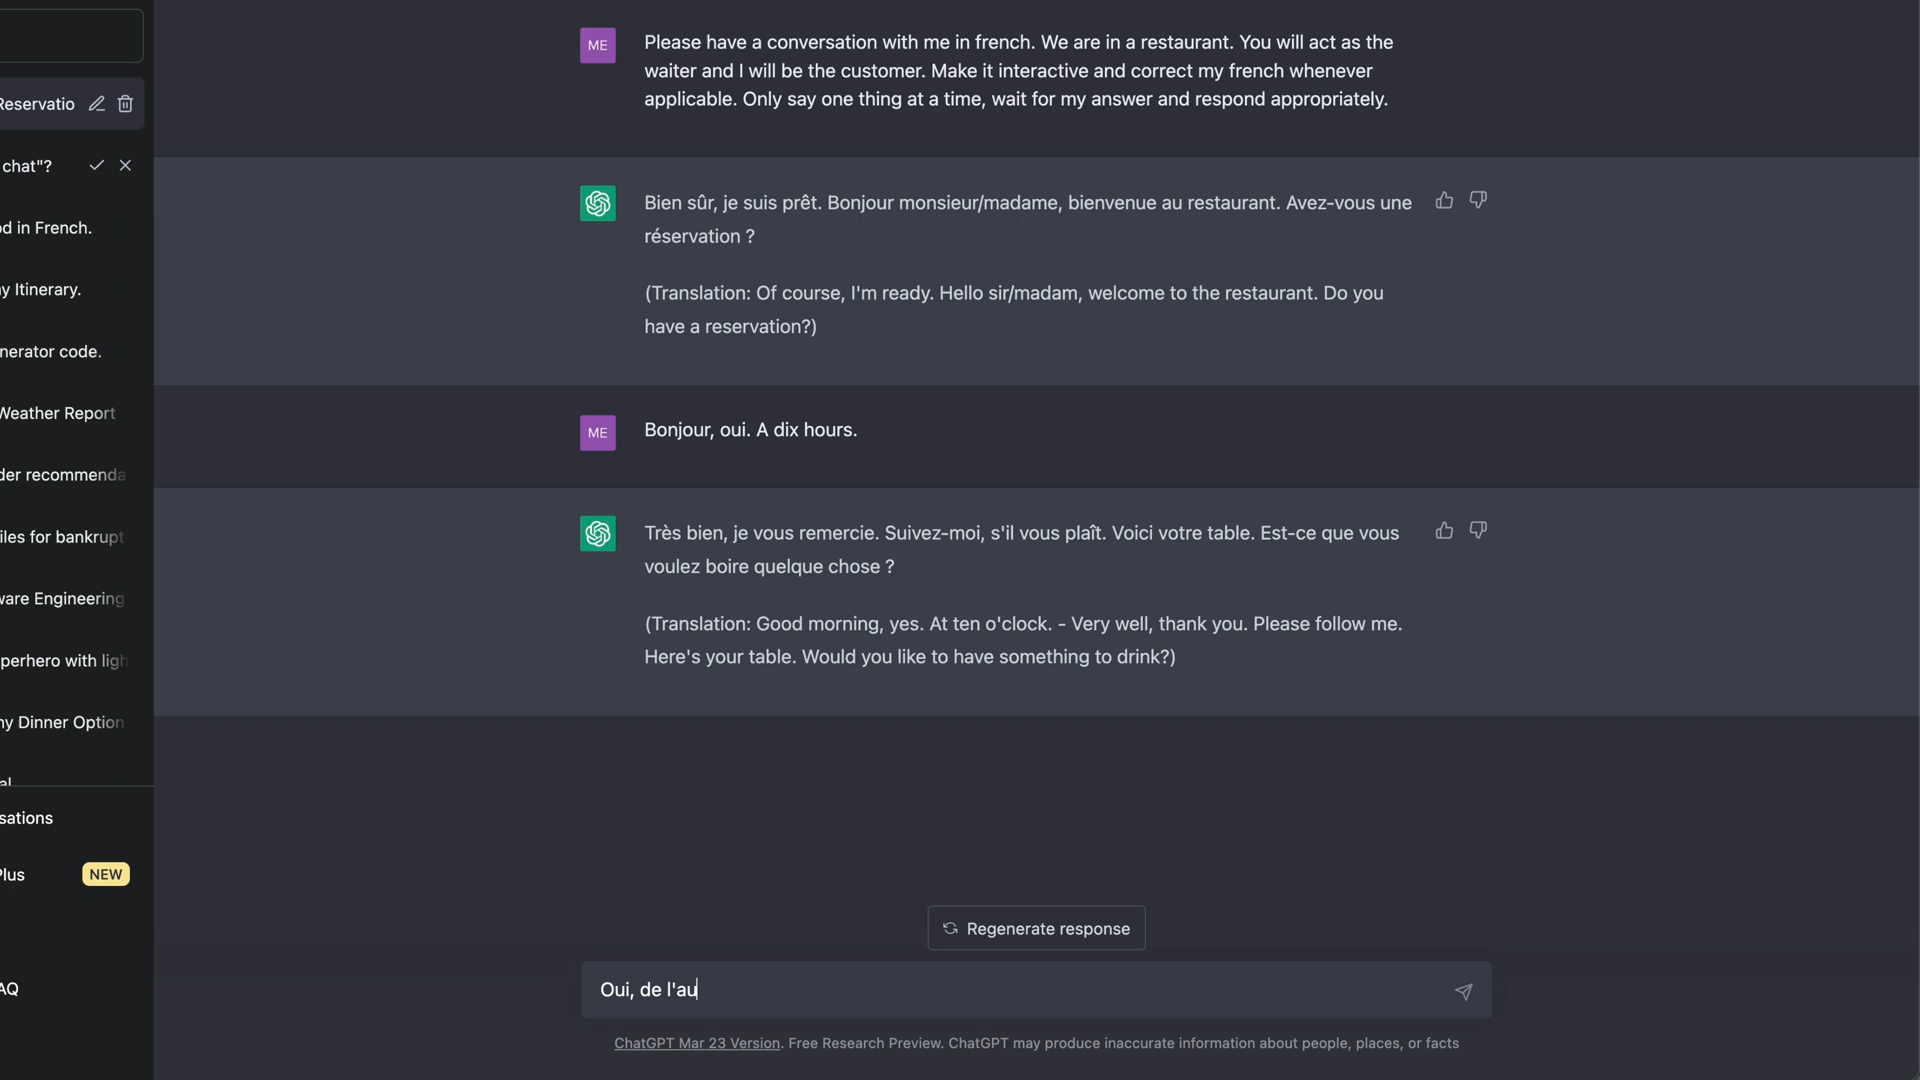 Reservatio
chat"?
d in French.
y Itinerary.
nerator code.
Weather Report
der recommenda
iles for bankrupt
ware Engineering
perhero with ligh
ny Dinner Option
sations
Plus
NEW
AQ
ME
Please have a conversation with me in french. We are in a restaurant. You will act as the
waiter and I will be the customer. Make it interactive and correct my french whenever
applicable. Only say one thing at a time, wait for my answer and respond appropriately.
Bien sûr, je suis prêt. Bonjour monsieur/madame, bienvenue au restaurant. Avez-vous une
réservation ?
(Translation: Of course, I'm ready. Hello sir/madam, welcome to the restaurant. Do you
have a reservation?)
ME
Bonjour, oui. A dix hours.
Très bien, je vous remercie. Suivez-moi, s'il vous plaît. Voici votre table. Est-ce que vous
voulez boire quelque chose ?
(Translation: Good morning, yes. At ten o'clock. - Very well, thank you. Please follow me.
Here's your table. Would you like to have something to drink?)
Regenerate response
Oui, de l'au
ChatGPT Mar 23 Version. Free Research Preview. ChatGPT may produce inaccurate information about people, places, or facts